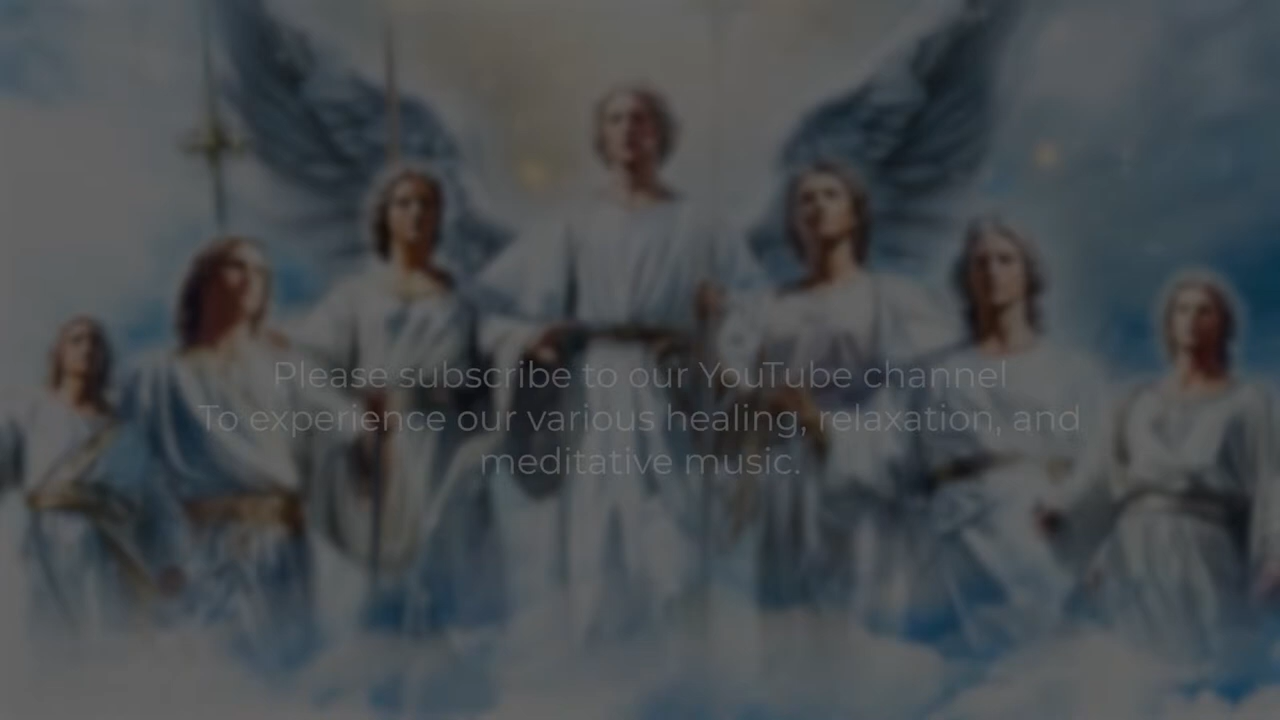 Please subscribe to our YouTube channel
To experience our various healing, relaxation, and
meditative music.